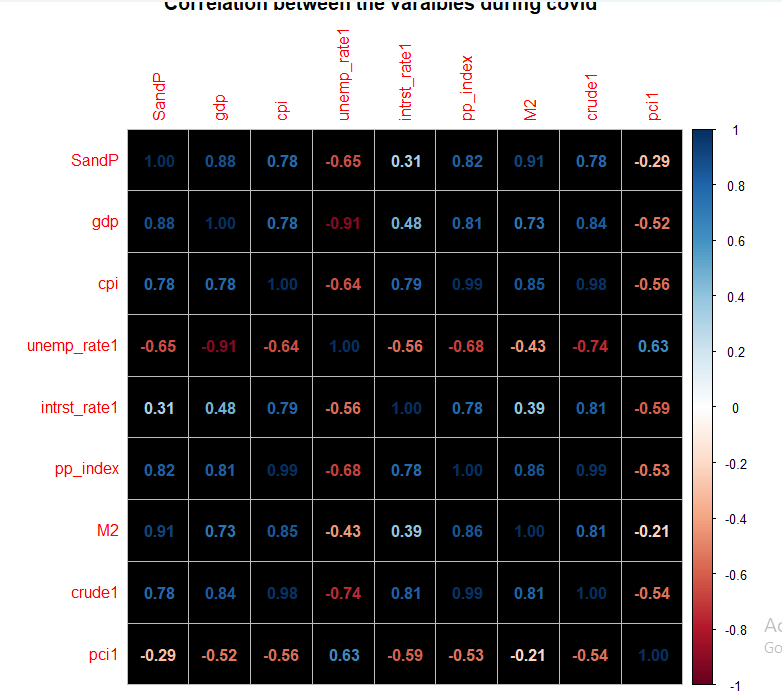 Correlation between the varaibles during covid
SandP gdp cpi unemp_rate1 intrst_rate1 pp_index M2 crude1 pci1
SandP 1.00 0.88 0.78 -0.65 0.31 0.82 0.91 0.78 -0.29
gdp 0.88 1.00 0.78 -0.91 0.48 0.81 0.73 0.84 -0.52
cpi 0.78 0.78 1.00 -0.64 0.79 0.99 0.85 0.98 -0.56
unemp_rate1 -0.65 -0.91 -0.64 1.00 -0.56 -0.68 -0.43 -0.74 0.63
intrst_rate1 0.31 0.48 0.79 -0.56 1.00 0.78 0.39 0.81 -0.59
pp_index 0.82 0.81 0.99 -0.68 0.78 1.00 0.86 0.99 -0.53
M2 0.91 0.73 0.85 -0.43 0.39 0.86 1.00 0.81 -0.21
crude1 0.78 0.84 0.98 -0.74 0.81 0.99 0.81 1.00 -0.54
pci1 -0.29 -0.52 -0.56 0.63 -0.59 -0.53 -0.21 -0.54 1.00
1
0.8
0.6
0.4
0.2
0
-0.2
-0.4
-0.6
-0.8
-1